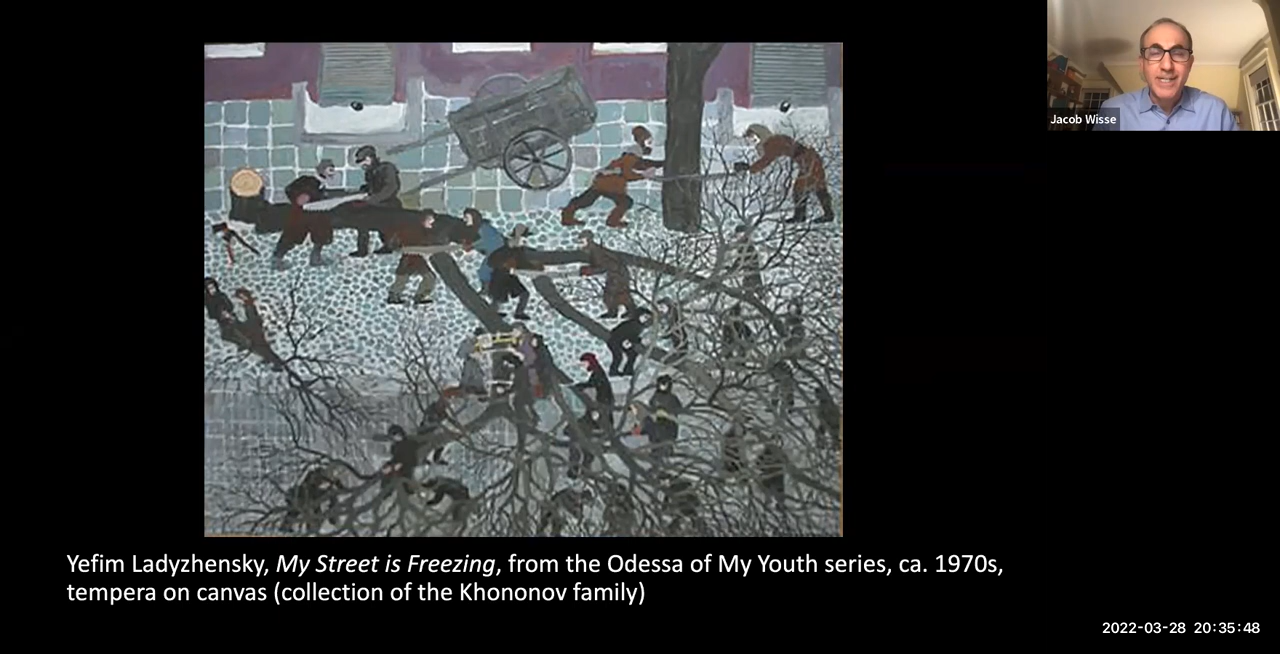 Jacob Wisse
Yefim Ladyzhensky, My Street is Freezing, from the Odessa of My Youth series, ca. 1970s,
tempera on canvas (collection of the Khononov family)
2022-03-28 20:35:48